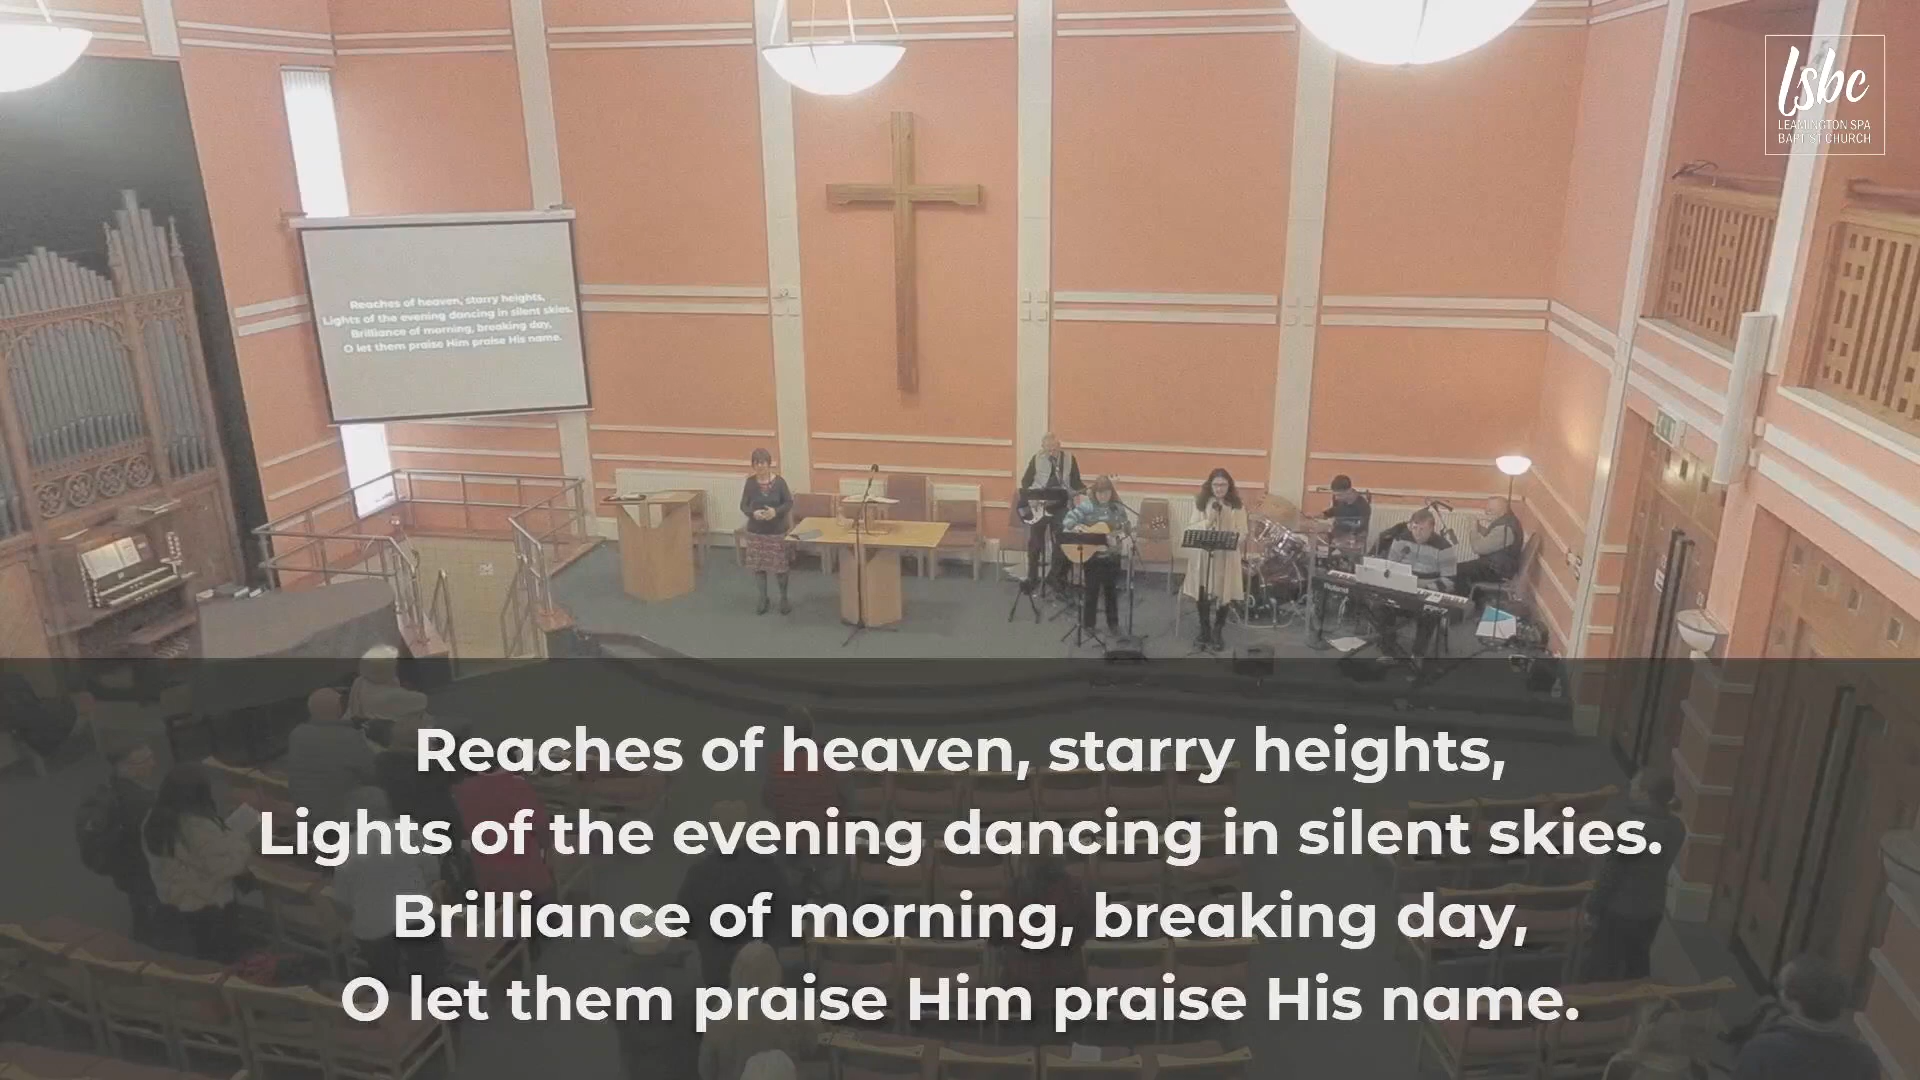 lsbc
LEAMINGTON SPA
BAPTIST CHURCH
Reaches of heaven, starry heights,
Lights of the evening dancing in silent skies.
Brilliance of morning, breaking day,
O let them praise Him praise His name.
Roland
Reaches of heaven, starry heights,
Lights of the evening dancing in silent skies.
Brilliance of morning, breaking day,
O let them praise Him praise His name.